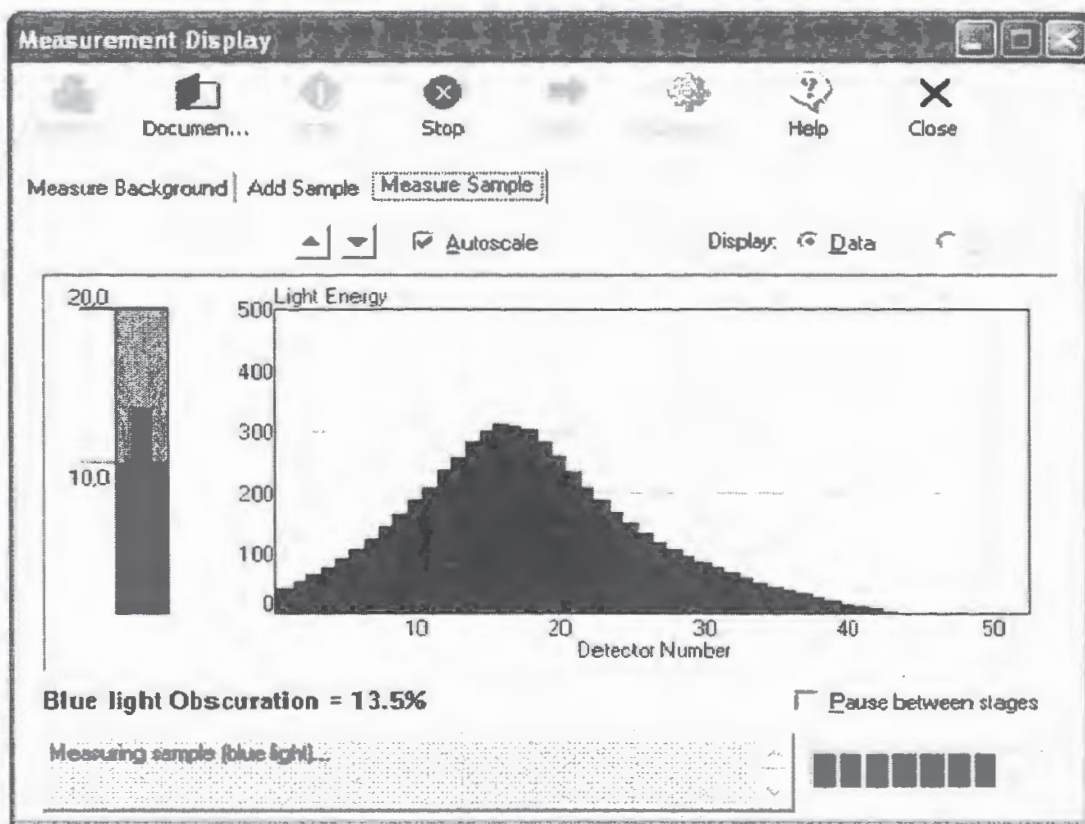 Measurement Display
Documen...
Stop
Help
Close
Measure Background
Add Sample
Measure Sample
Autoscale
Display:
Data
20,0
10,0
Light Energy
500
400
300
200
100
0
10
20
30
40
50
Detector Number
Blue light Obscuration = 13.5%
Pause between stages
Measuring sample (blue light)...